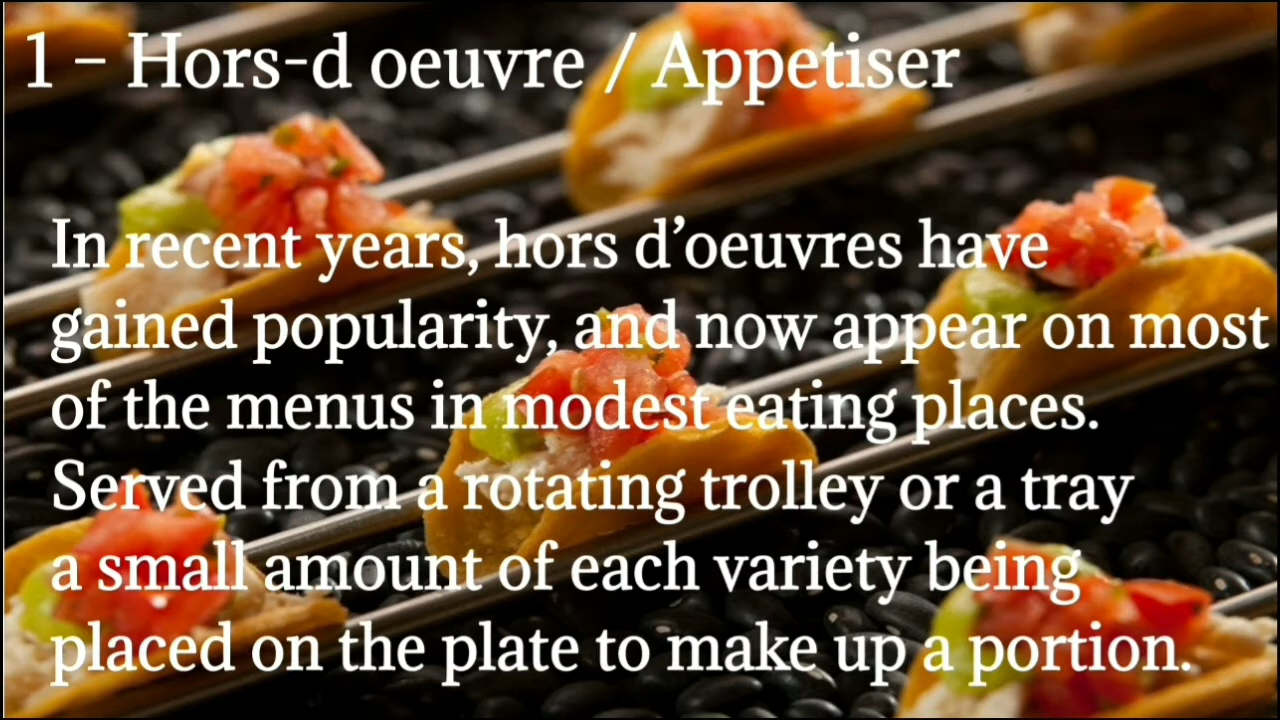 1 – Hors-d oeuvre / Appetiser
In recent years, hors d’oeuvres have
gained popularity, and now appear on most
of the menus in modest eating places.
Served from a rotating trolley or a tray
a small amount of each variety being
placed on the plate to make up a portion.